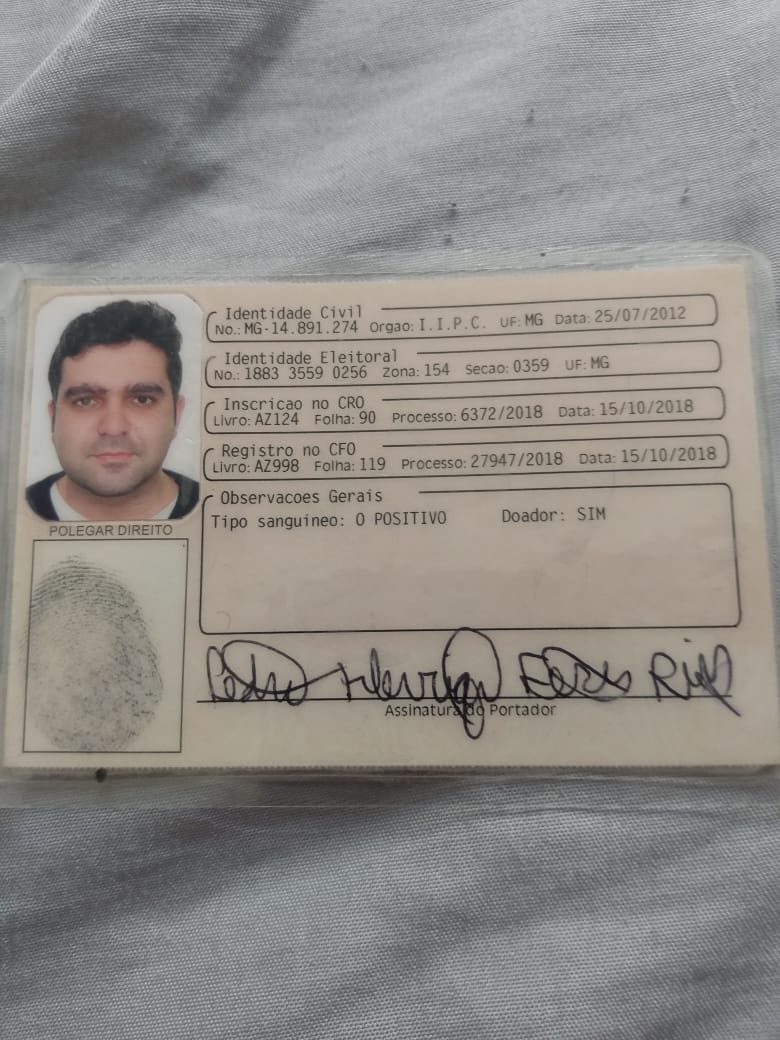 Identidade Civil
No.: MG-14.891.274 Orgao: I.I.P.C. UF: MG Data: 25/07/2012
Identidade Eleitoral
No.: 1883 3559 0256 Zona: 154 Secao: 0359 UF: MG
Inscricao no CRO
Livro: AZ124 Folha: 90 Processo: 6372/2018 Data: 15/10/2018
Registro no CFO
Livro: AZ998 Folha: 119 Processo: 27947/2018 Data: 15/10/2018
Observacoes Gerais
Tipo sanguineo: O POSITIVO Doador: SIM
POLEGAR DIREITO
Pedro
Assinatura do Portador